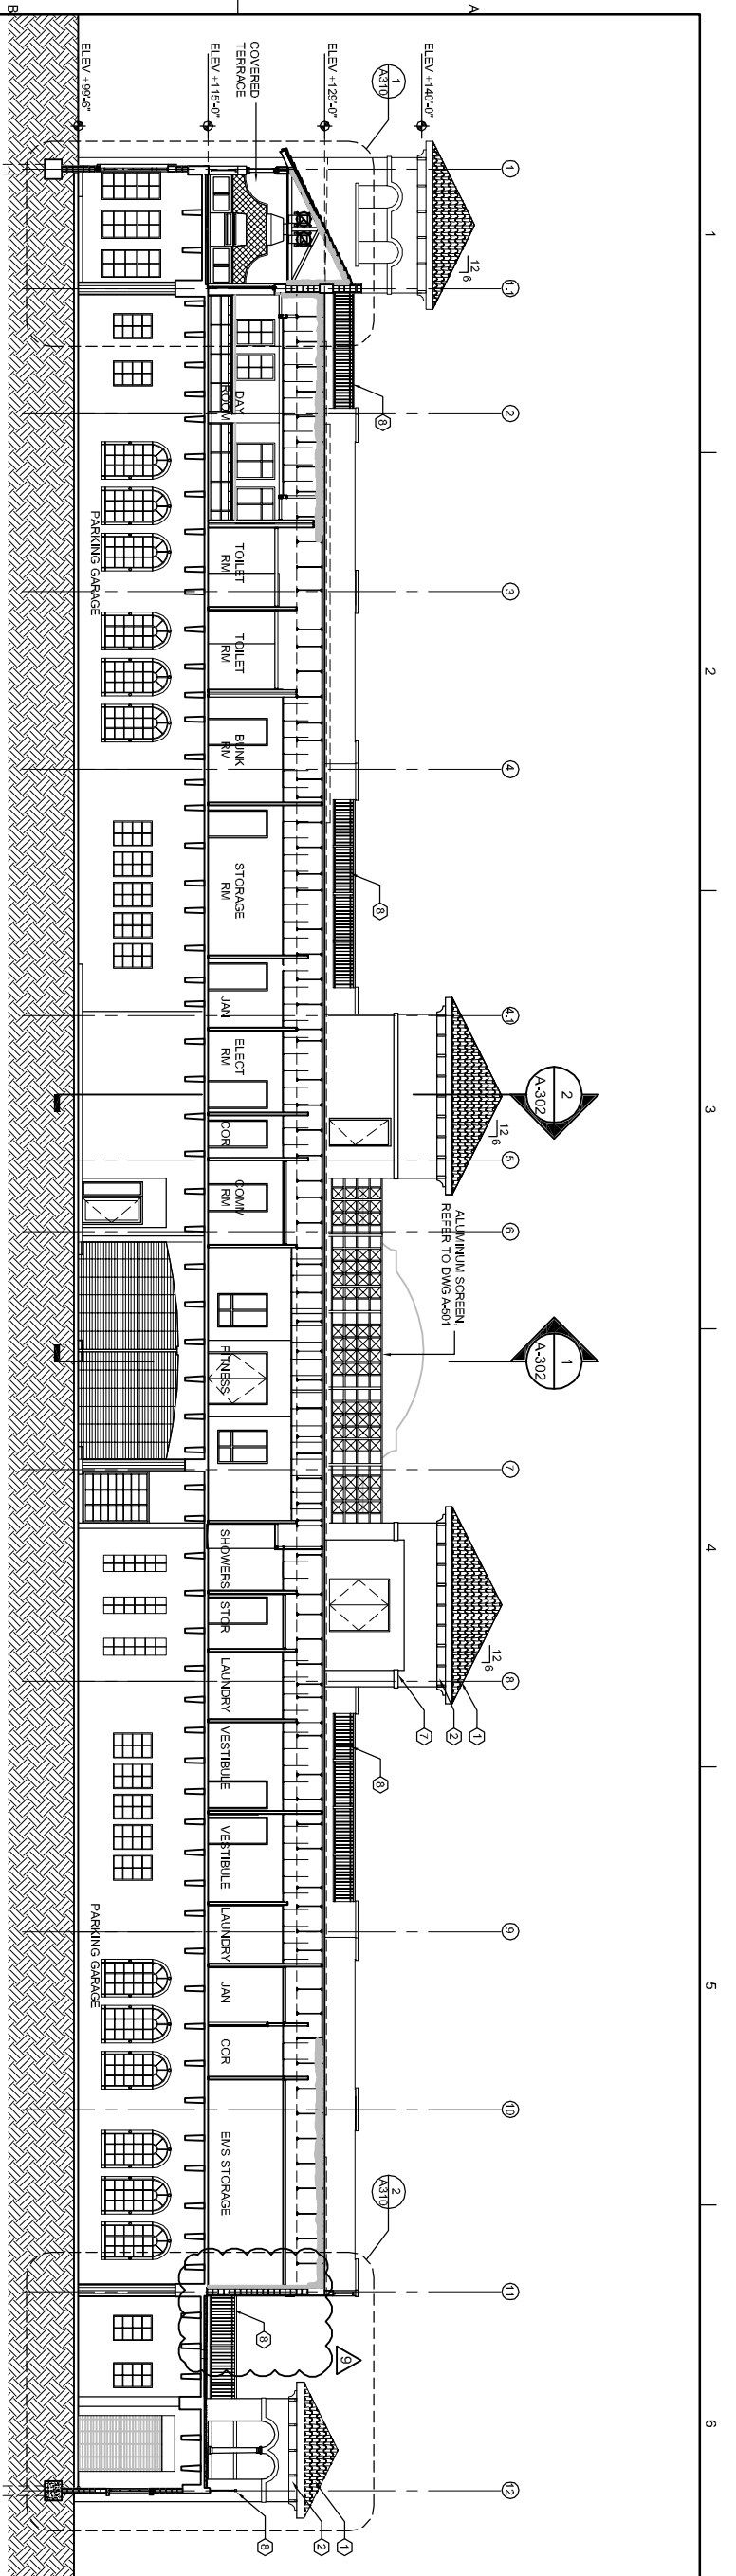 A
B
1
2
3
4
5
6
1
1.1
2
3
4
4.1
5
6
7
8
9
10
11
12
1
A310
2
A-302
1
A-302
2
A310
ELEV +140'-0"
ELEV +129'-0"
ELEV +115'-0"
ELEV +99'-6"
COVERED
TERRACE
12
6
12
6
12
6
ALUMINUM SCREEN,
REFER TO DWG A-501
8
8
7
2
1
8
9
8
8
2
1
DAY
ROOM
TOILET
RM
TOILET
RM
BUNK
RM
STORAGE
RM
JAN
ELECT
RM
COR
COMM
RM
FITNESS
SHOWERS
STOR
LAUNDRY
VESTIBULE
VESTIBULE
LAUNDRY
JAN
COR
EMS STORAGE
PARKING GARAGE
PARKING GARAGE